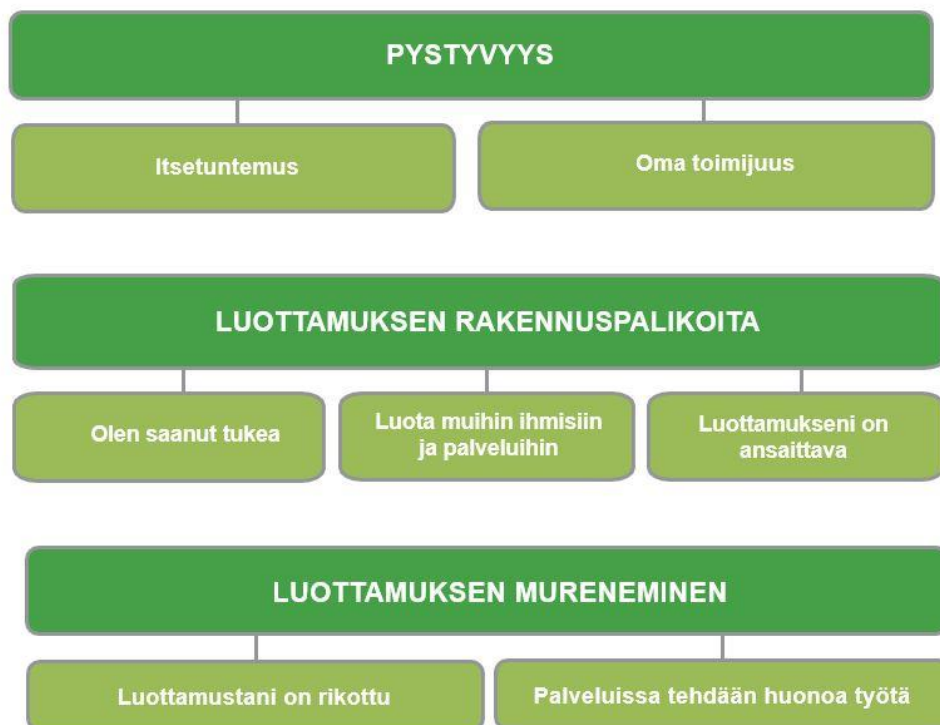 PYSTYVYYS
Itsetuntemus
Oma toimijuus
LUOTTAMUKSEN RAKENNUSPALIKOITA
Olen saanut tukea
Luota muihin ihmisiin
ja palveluihin
Luottamukseni on
ansaittava
LUOTTAMUKSEN MURENEMINEN
Luottamustani on rikottu
Palveluissa tehdään huonoa työtä